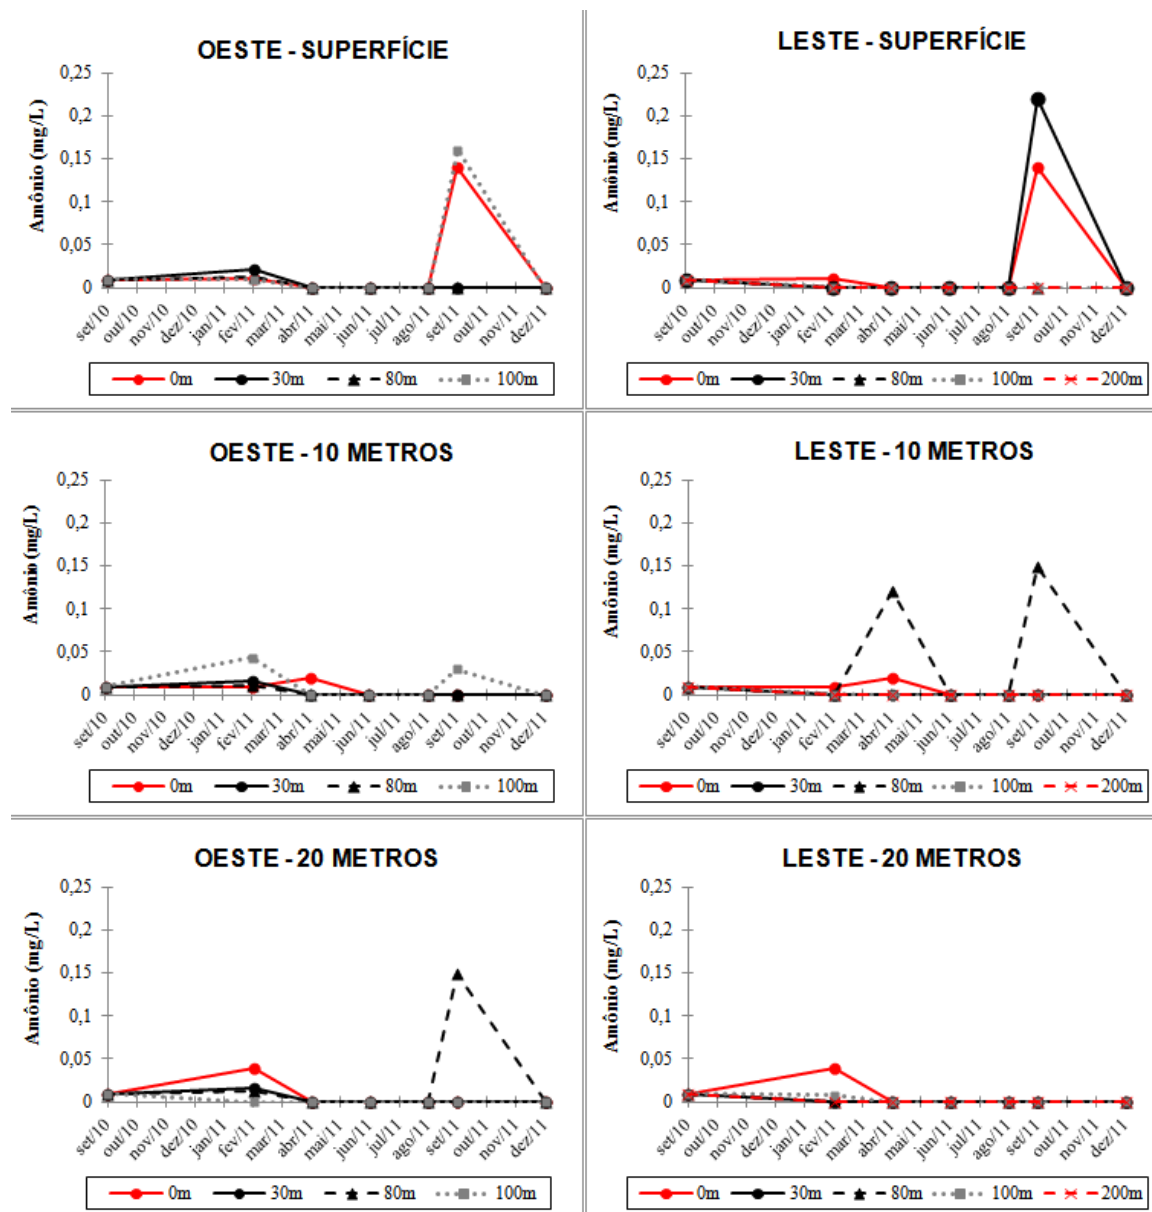 OESTE - SUPERFÍCIE
Amônio (mg/L)
0,25
0,2
0,15
0,1
0,05
0
set/10 out/10 nov/10 dez/10 jan/11 fev/11 mar/11 abr/11 mai/11 jun/11 jul/11 ago/11 set/11 out/11 nov/11 dez/11
0m 30m 80m 100m
LESTE - SUPERFÍCIE
Amônio (mg/L)
0,25
0,2
0,15
0,1
0,05
0
set/10 out/10 nov/10 dez/10 jan/11 fev/11 mar/11 abr/11 mai/11 jun/11 jul/11 ago/11 set/11 out/11 nov/11 dez/11
0m 30m 80m 100m 200m
OESTE - 10 METROS
Amônio (mg/L)
0,25
0,2
0,15
0,1
0,05
0
set/10 out/10 nov/10 dez/10 jan/11 fev/11 mar/11 abr/11 mai/11 jun/11 jul/11 ago/11 set/11 out/11 nov/11 dez/11
0m 30m 80m 100m
LESTE - 10 METROS
Amônio (mg/L)
0,25
0,2
0,15
0,1
0,05
0
set/10 out/10 nov/10 dez/10 jan/11 fev/11 mar/11 abr/11 mai/11 jun/11 jul/11 ago/11 set/11 out/11 nov/11 dez/11
0m 30m 80m 100m 200m
OESTE - 20 METROS
Amônio (mg/L)
0,25
0,2
0,15
0,1
0,05
0
set/10 out/10 nov/10 dez/10 jan/11 fev/11 mar/11 abr/11 mai/11 jun/11 jul/11 ago/11 set/11 out/11 nov/11 dez/11
0m 30m 80m 100m
LESTE - 20 METROS
Amônio (mg/L)
0,25
0,2
0,15
0,1
0,05
0
set/10 out/10 nov/10 dez/10 jan/11 fev/11 mar/11 abr/11 mai/11 jun/11 jul/11 ago/11 set/11 out/11 nov/11 dez/11
0m 30m 80m 100m 200m